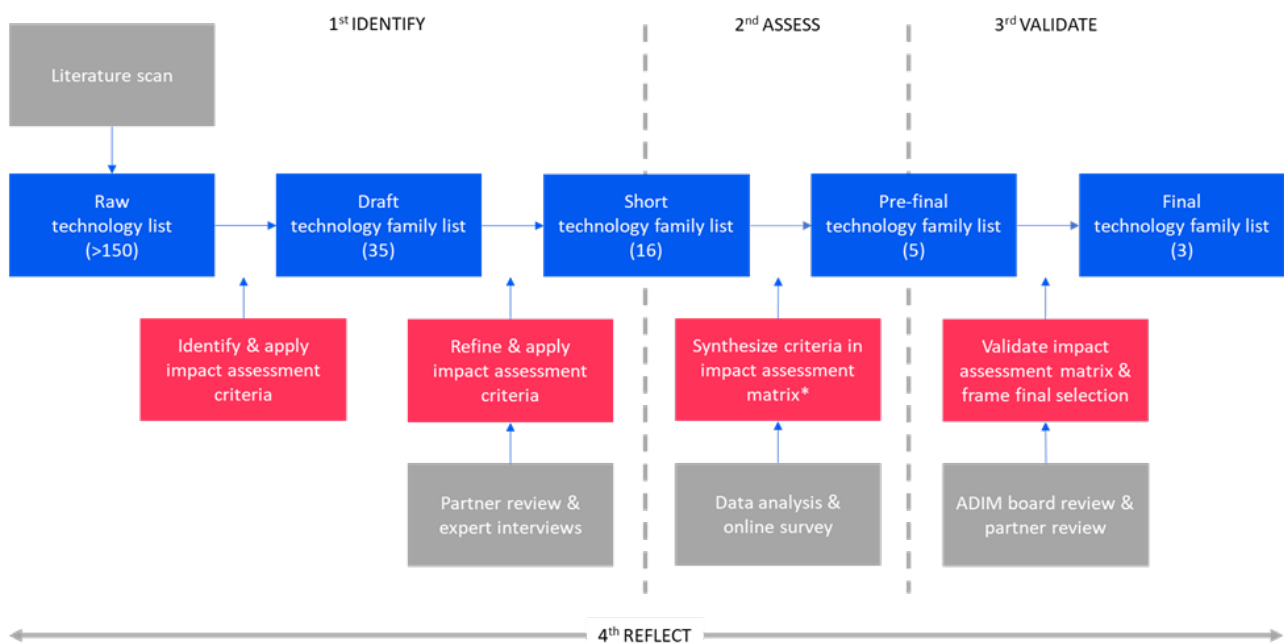 1st IDENTIFY
2nd ASSESS
3rd VALIDATE
Literature scan
Raw
technology list
(>150)
Draft
technology family list
(35)
Short
technology family list
(16)
Pre-final
technology family list
(5)
Final
technology family list
(3)
Identify & apply
impact assessment
criteria
Refine & apply
impact assessment
criteria
Synthesize criteria in
impact assessment
matrix*
Validate impact
assessment matrix &
frame final selection
Partner review &
expert interviews
Data analysis &
online survey
ADIM board review &
partner review
4th REFLECT